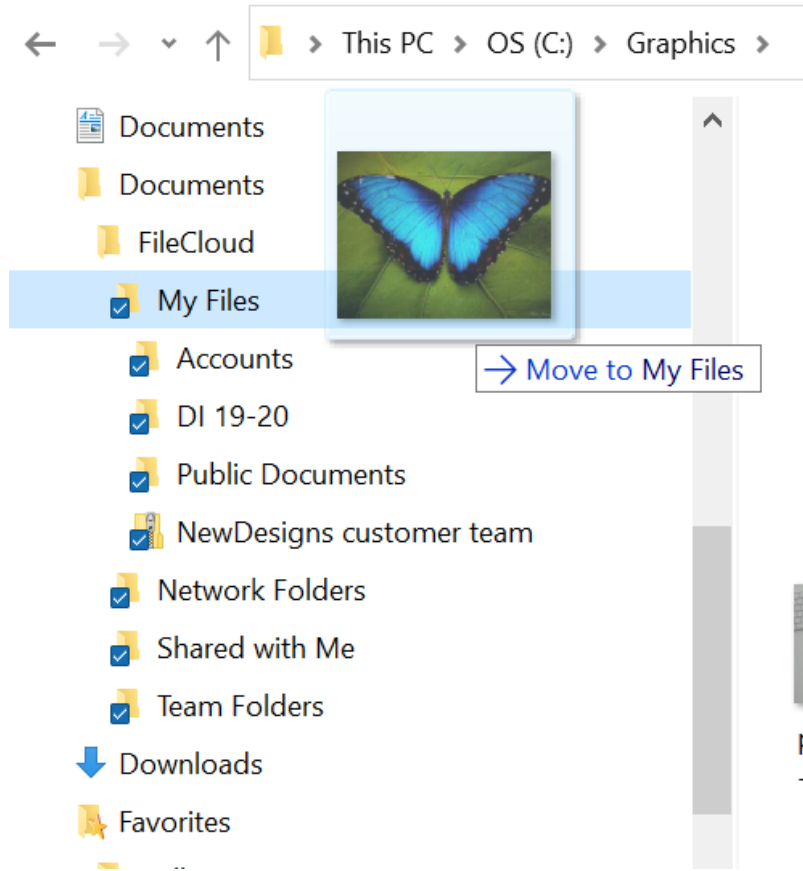 This PC > OS (C:) > Graphics >
Documents
Documents
FileCloud
My Files
Accounts
Move to My Files
DI 19-20
Public Documents
NewDesigns customer team
Network Folders
Shared with Me
Team Folders
Downloads
Favorites